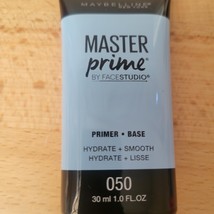 MAYBELLINE
MASTER
prime®
BY FACESTUDIO®
PRIMER • BASE
HYDRATE + SMOOTH
HYDRATE + LISSE
050
30 ml 1.0 FL.OZ